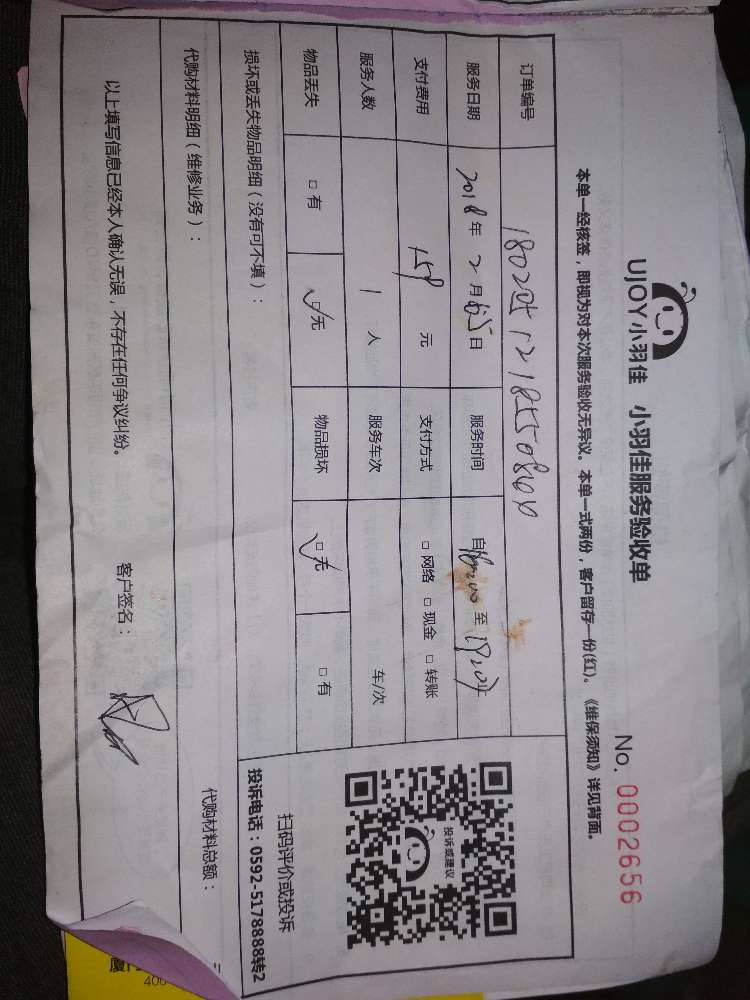 UJOY小羽佳 小羽佳服务验收单
No. 0002656
本单一经核签，即视为对本次服务验收无异议。本单一式两份，客户留存一份(红)。《维保须知》详见背面。
订单编号
服务日期 2018年 2月 日 服务时间 自 至
支付费用 159 元 支付方式 □ 网络 □ 现金 □ 转账
服务人数 1 人 服务车次 车/次
物品丢失 □ 有 ☑ 无 物品损坏 ☑ 无 □ 有
投诉或建议
扫码评价或投诉
投诉电话：0592-5178888转2
损坏或丢失物品明细（没有可不填）：
代购材料明细（维修业务）： 代购材料总额：
以上填写信息已经本人确认无误，不存在任何争议纠纷。 客户签名：
400